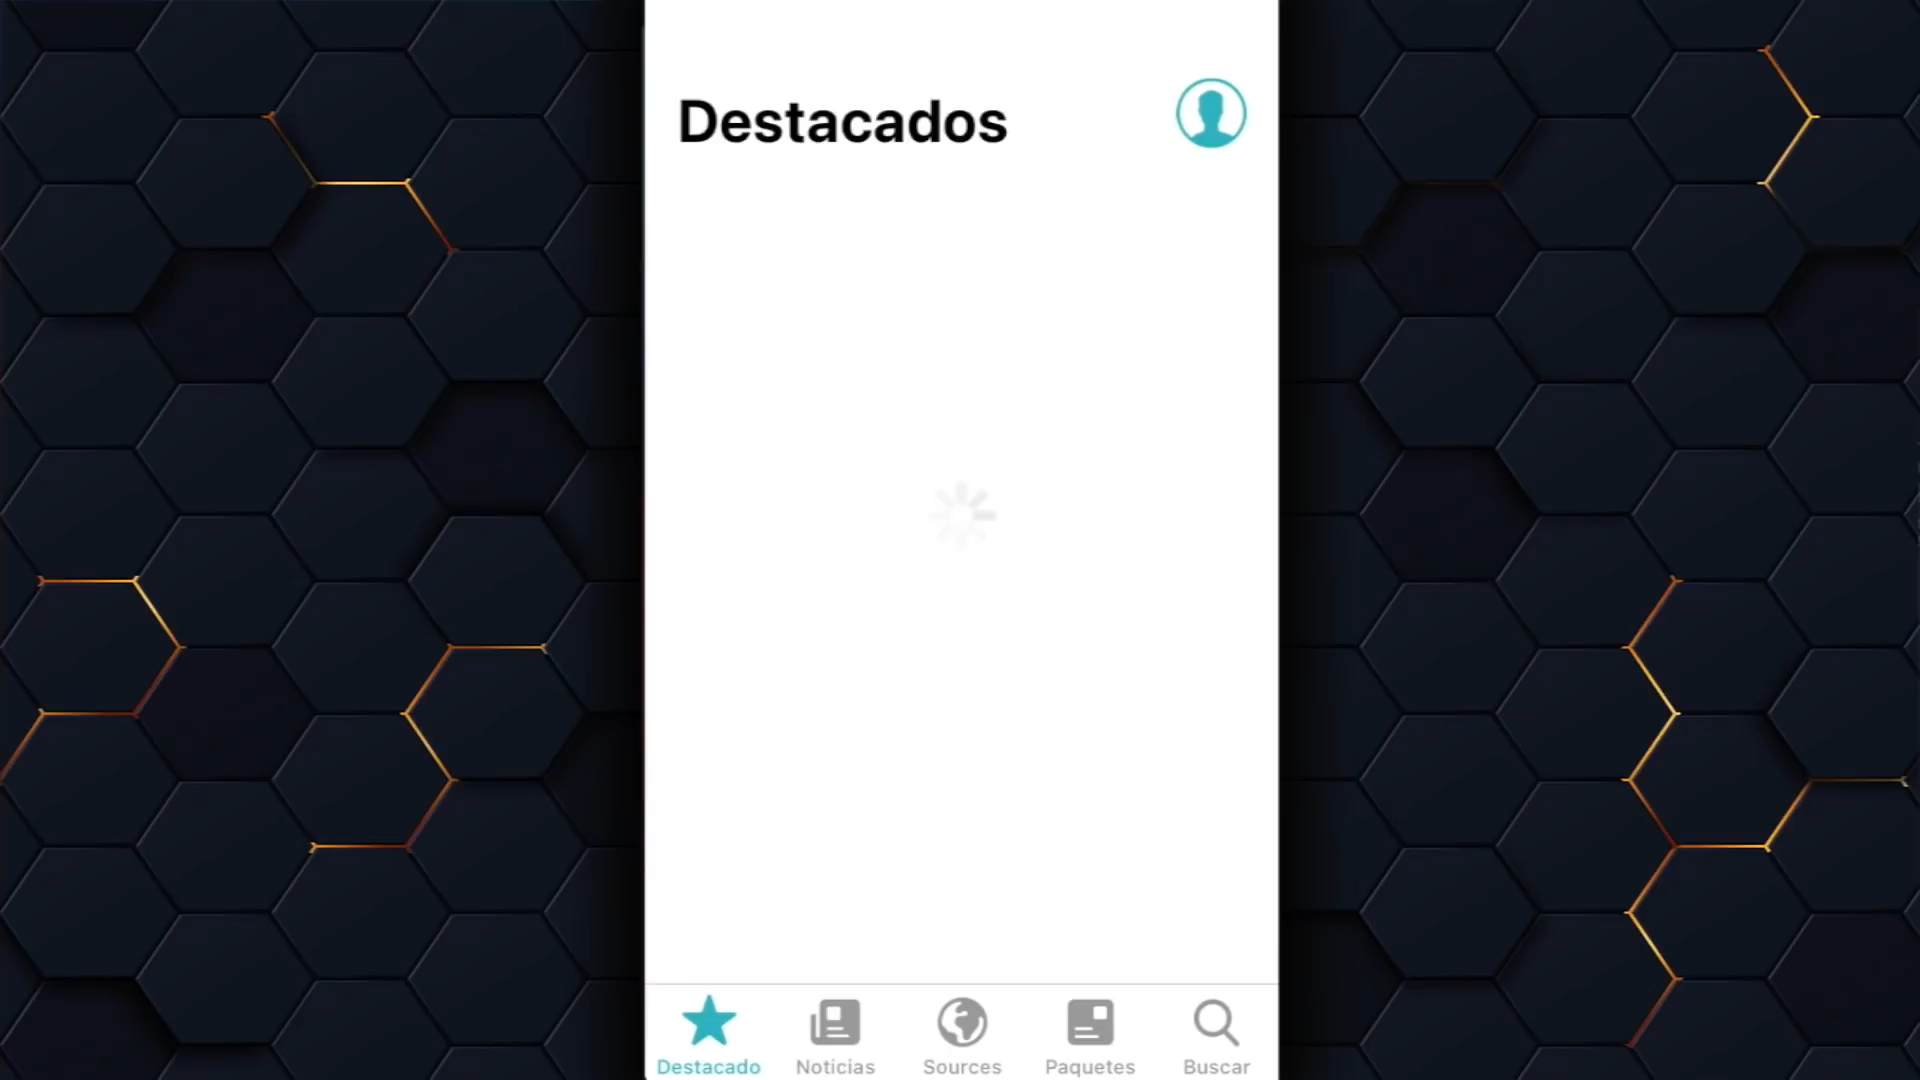 Destacados
Destacado
Noticias
Sources
Paquetes
Buscar